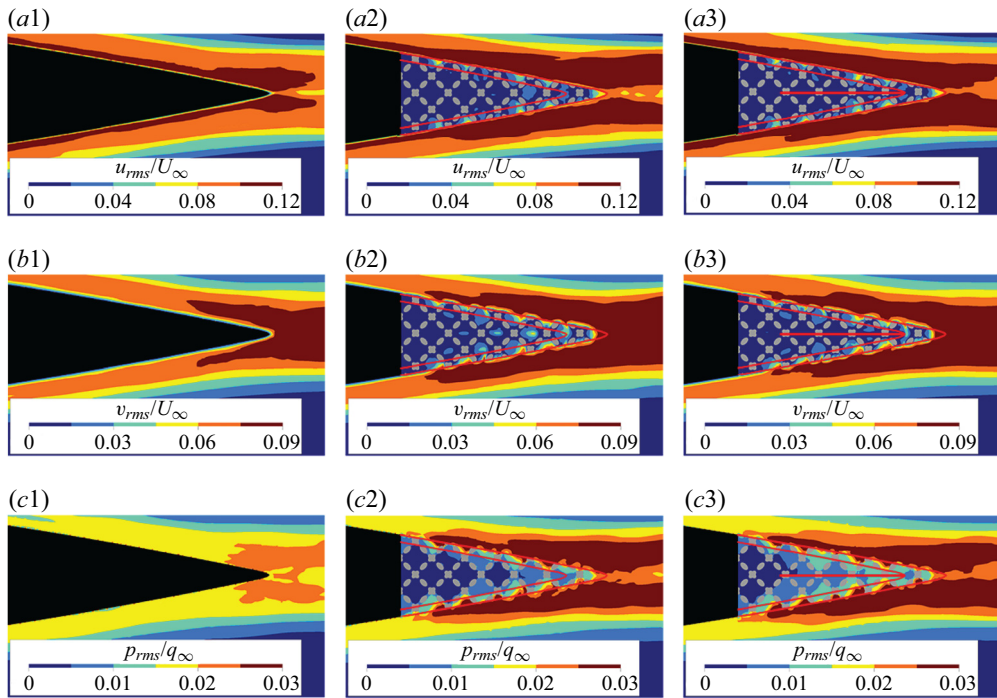 (a1) (a2) (a3)
u_rms/U_∞ u_rms/U_∞ u_rms/U_∞
0 0.04 0.08 0.12 0 0.04 0.08 0.12 0 0.04 0.08 0.12
(b1) (b2) (b3)
v_rms/U_∞ v_rms/U_∞ v_rms/U_∞
0 0.03 0.06 0.09 0 0.03 0.06 0.09 0 0.03 0.06 0.09
(c1) (c2) (c3)
p_rms/q_∞ p_rms/q_∞ p_rms/q_∞
0 0.01 0.02 0.03 0 0.01 0.02 0.03 0 0.01 0.02 0.03